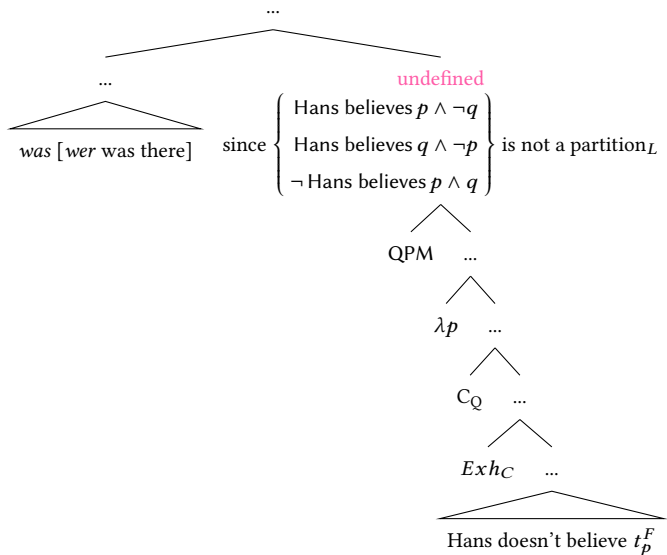 ...
...
undefined
was [wer was there]
since { Hans believes p ∧ ¬q
Hans believes q ∧ ¬p
¬ Hans believes p ∧ q } is not a partition_L
QPM ...
λp ...
C_Q ...
Exh_C ...
Hans doesn't believe t_p^F